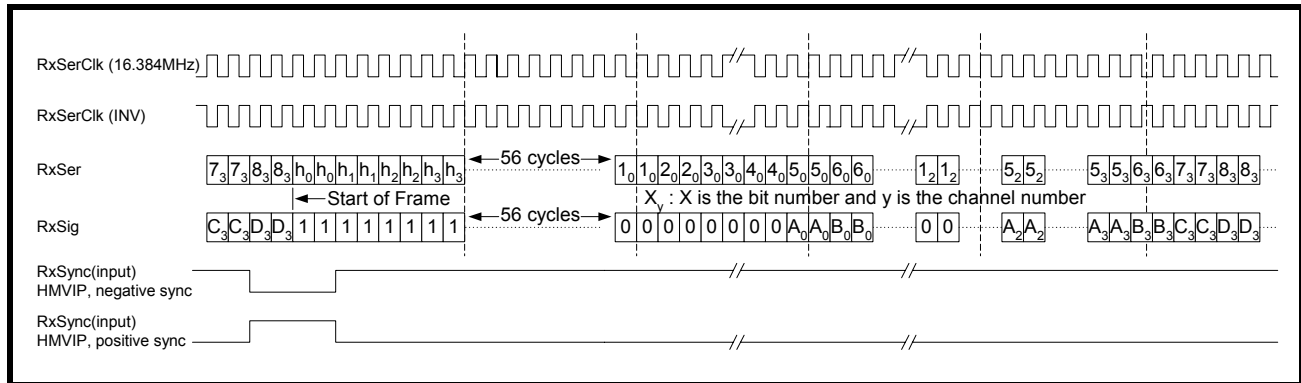 RxSerClk (16.384MHz)
RxSerClk (INV)
RxSer 7₃ 7₃ 8₃ 8₃ h₀ h₀ h₁ h₁ h₂ h₂ h₃ h₃ 56 cycles 1₀ 1₀ 2₀ 2₀ 3₀ 3₀ 4₀ 4₀ 5₀ 5₀ 6₀ 6₀ 1₂ 1₂ 5₂ 5₂ 5₃ 5₃ 6₃ 6₃ 7₃ 7₃ 8₃ 8₃
Start of Frame
X_y : X is the bit number and y is the channel number
RxSig C₃ C₃ D₃ D₃ 1 1 1 1 1 1 1 1 56 cycles 0 0 0 0 0 0 0 0 A₀ A₀ B₀ B₀ 0 0 A₂ A₂ A₃ A₃ B₃ B₃ C₃ C₃ D₃ D₃
RxSync(input)
HMVIP, negative sync
RxSync(input)
HMVIP, positive sync